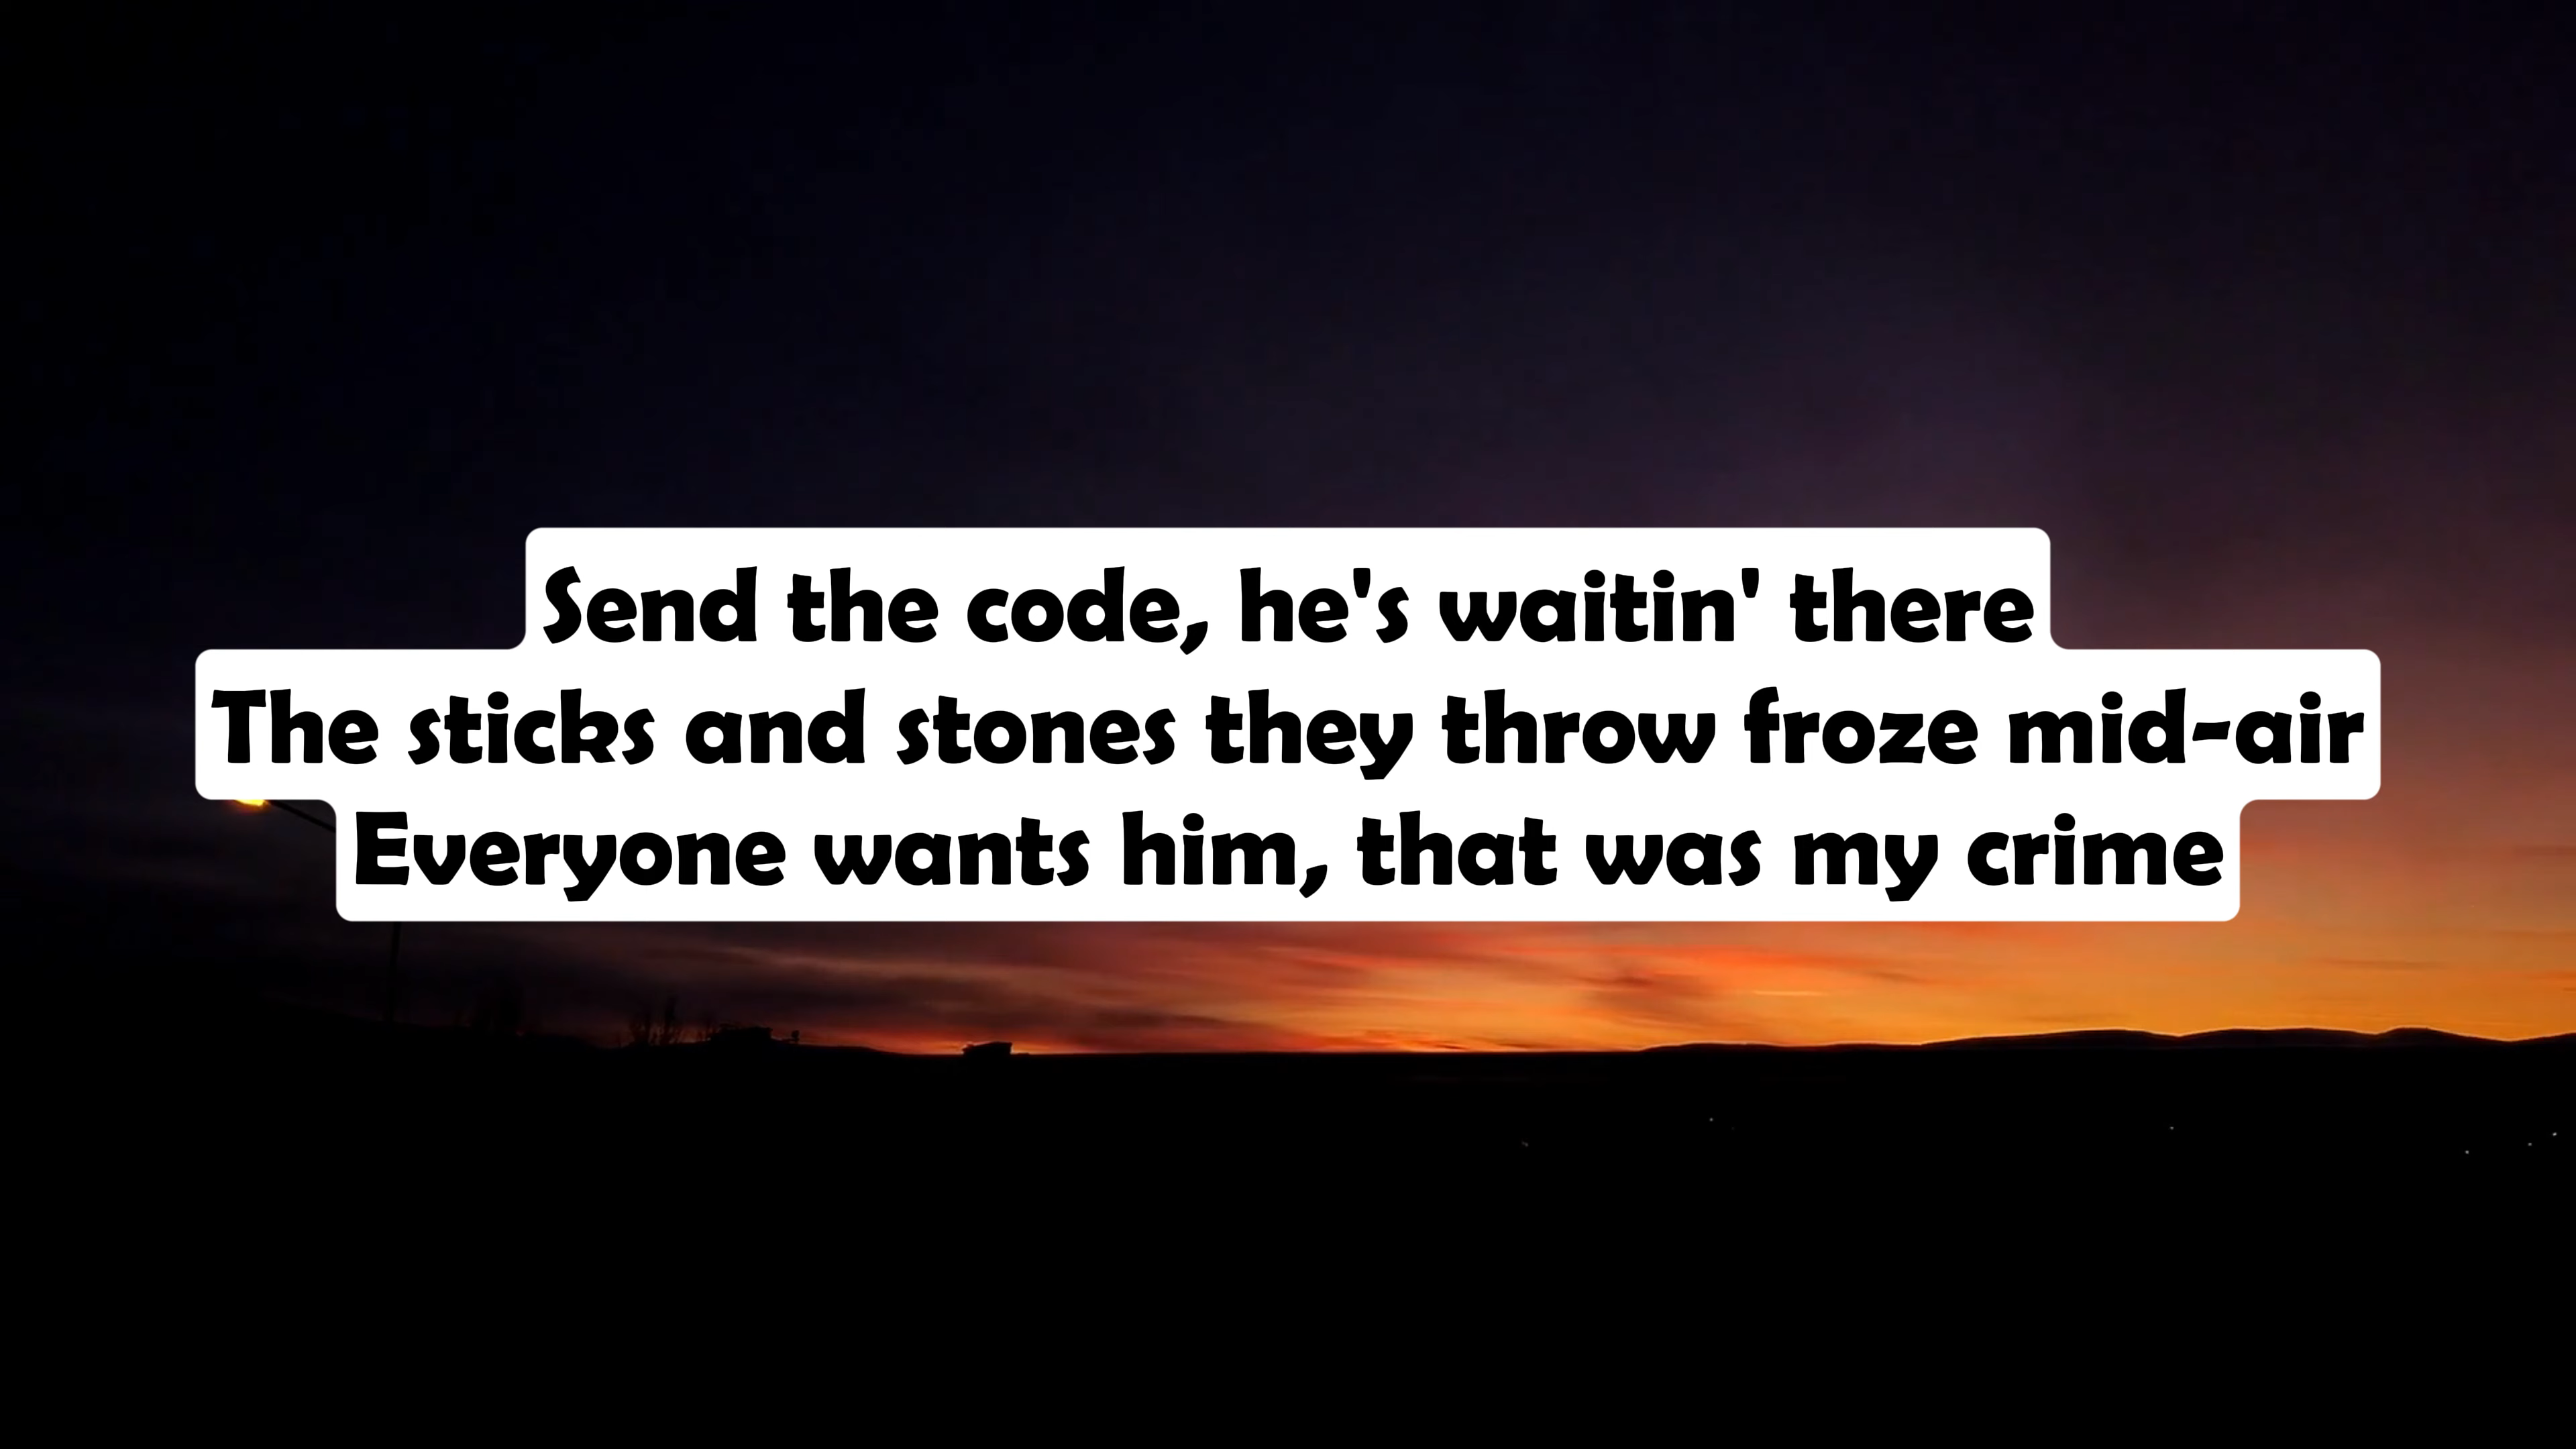 Send the code, he's waitin' there
The sticks and stones they throw froze mid-air
Everyone wants him, that was my crime